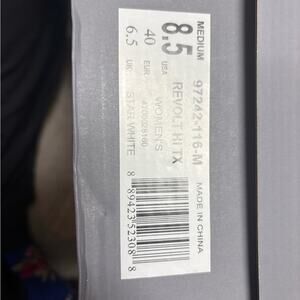 MEDIUM
8.5
USA
40
EUR
6.5
UK
97242-116-M
REVOLT HI TX
WOMEN'S
STAR WHITE
MADE IN CHINA
8 89423 52308 8